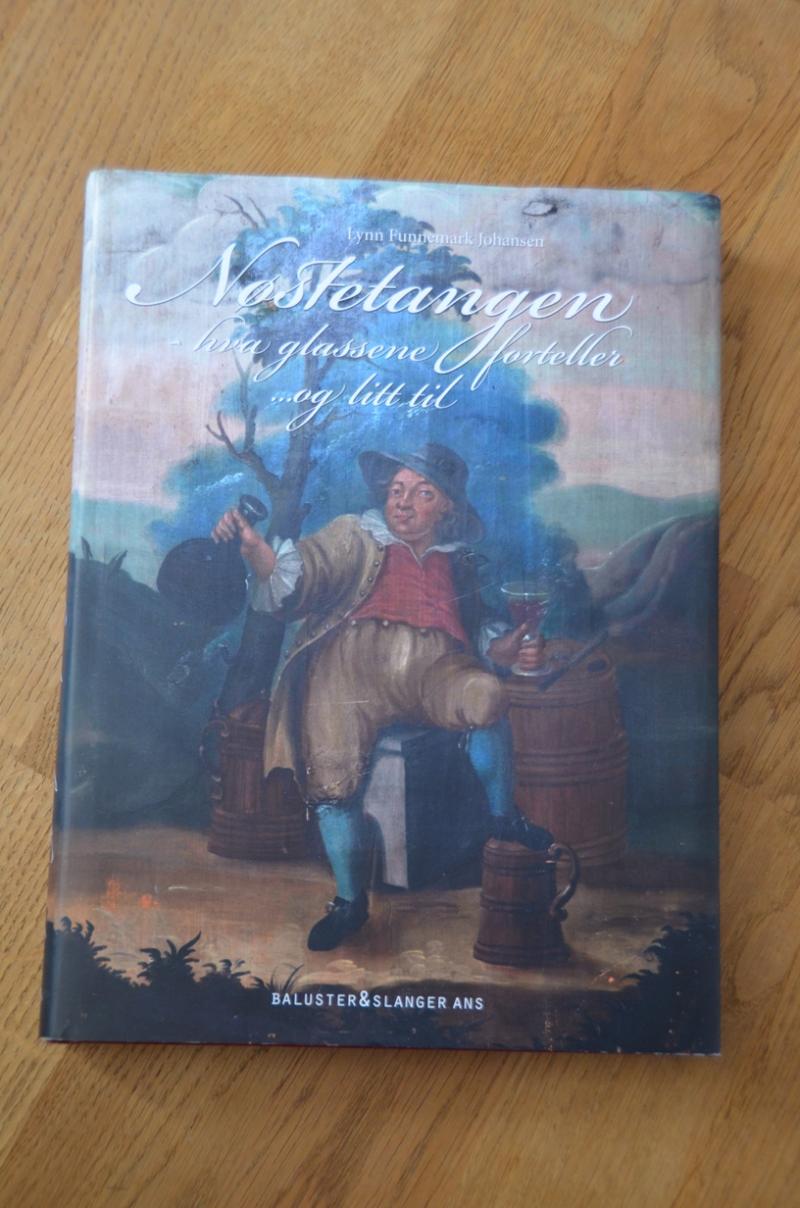 Lynn Funnemark Johansen
Nøstetangen
- hva glassene forteller
...og litt til
BALUSTER&SLANGER ANS